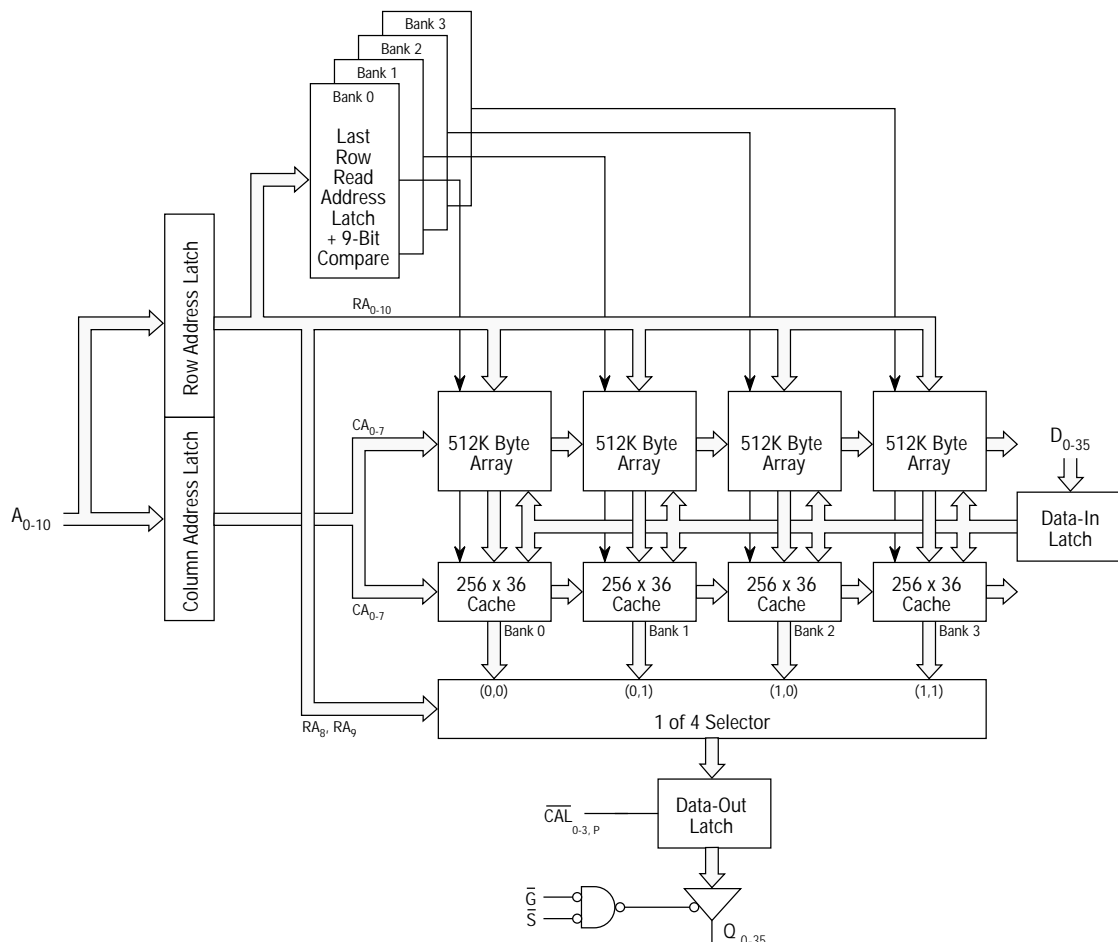 Bank 3
Bank 2
Bank 1
Bank 0
Last
Row
Read
Address
Latch
+ 9-Bit
Compare
Row Address Latch
Column Address Latch
RA0-10
A0-10
CA0-7
CA0-7
512K Byte
Array
512K Byte
Array
512K Byte
Array
512K Byte
Array
D0-35
Data-In
Latch
256 x 36
Cache
256 x 36
Cache
256 x 36
Cache
256 x 36
Cache
Bank 0
Bank 1
Bank 2
Bank 3
(0,0)
(0,1)
(1,0)
(1,1)
RA8, RA9
1 of 4 Selector
C̅A̅L̅0-3, P
Data-Out
Latch
G̅
S̅
Q0-35